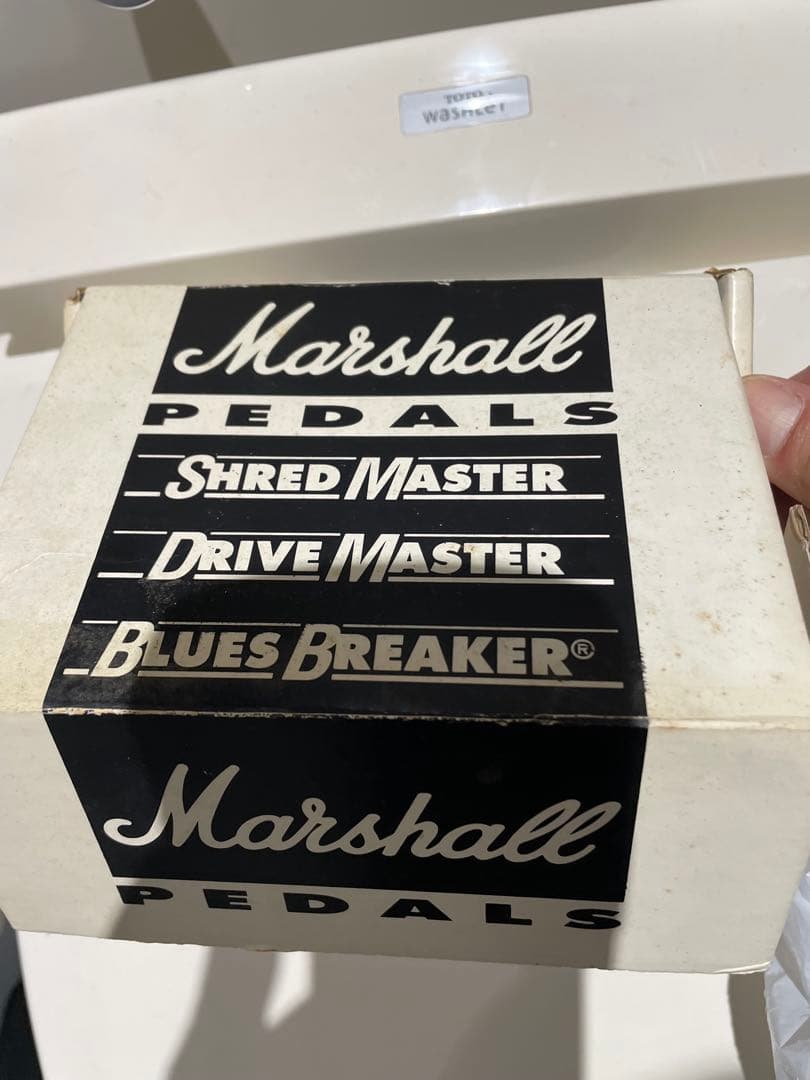 TOTO
WASHLET
Marshall
PEDALS
SHRED MASTER
DRIVE MASTER
BLUES BREAKER®
Marshall
PEDALS